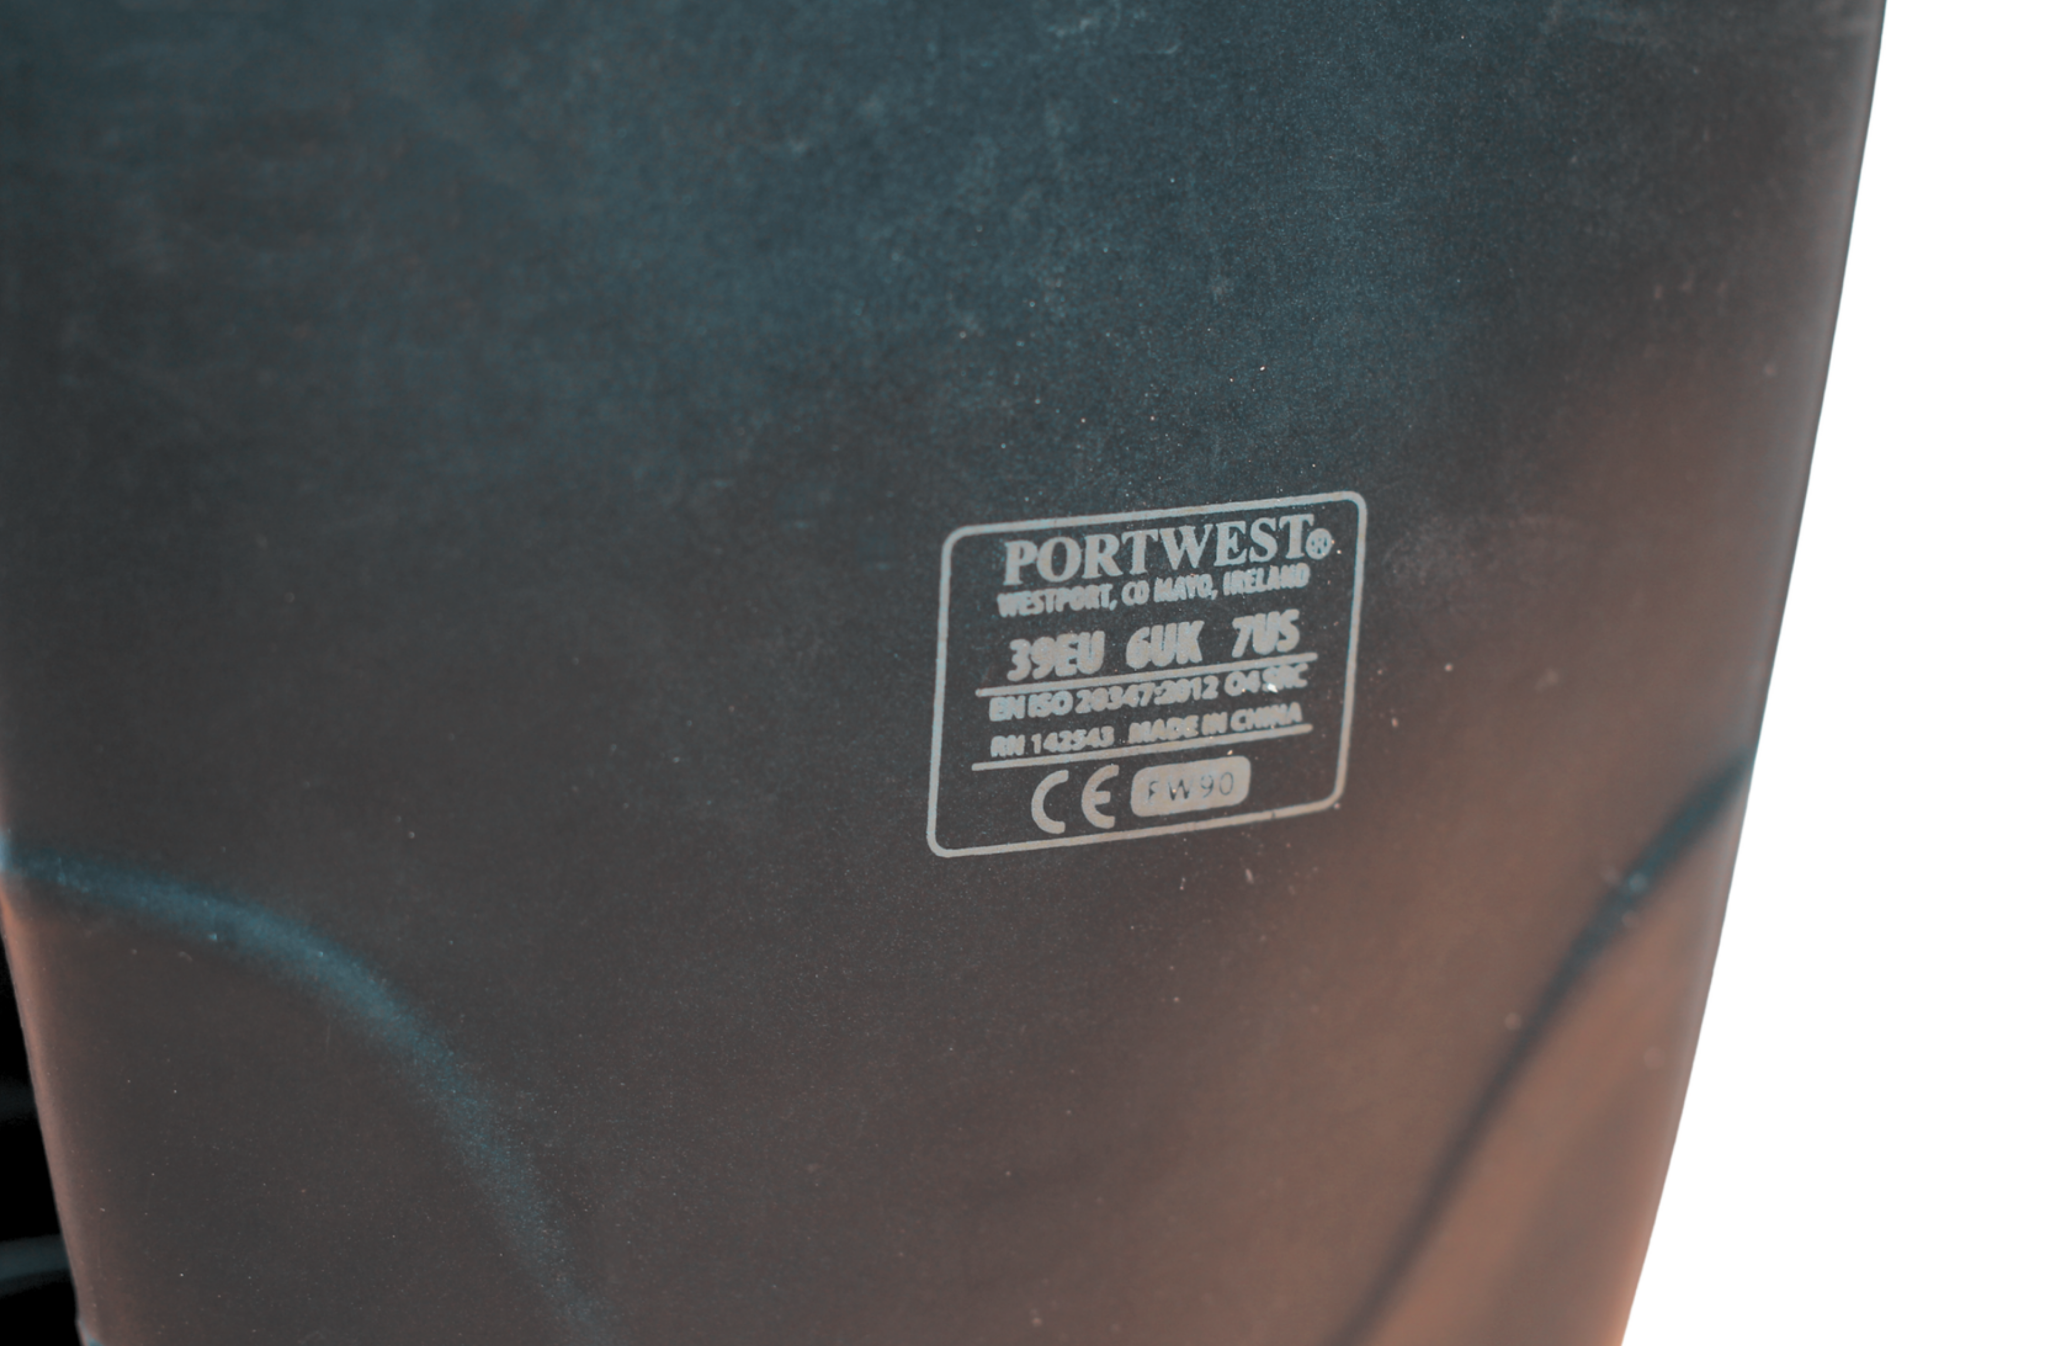 PORTWEST®
WESTPORT, CO MAYO, IRELAND
39EU 6UK 7US
EN ISO 20347:2012 O4 SRC
RN 142543 MADE IN CHINA
CE FW90